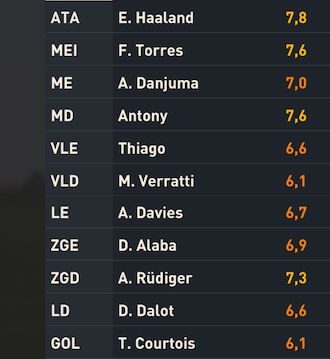 ATA E. Haaland 7,8
MEI F. Torres 7,6
ME A. Danjuma 7,0
MD Antony 7,6
VLE Thiago 6,6
VLD M. Verratti 6,1
LE A. Davies 6,7
ZGE D. Alaba 6,9
ZGD A. Rüdiger 7,3
LD D. Dalot 6,6
GOL T. Courtois 6,1